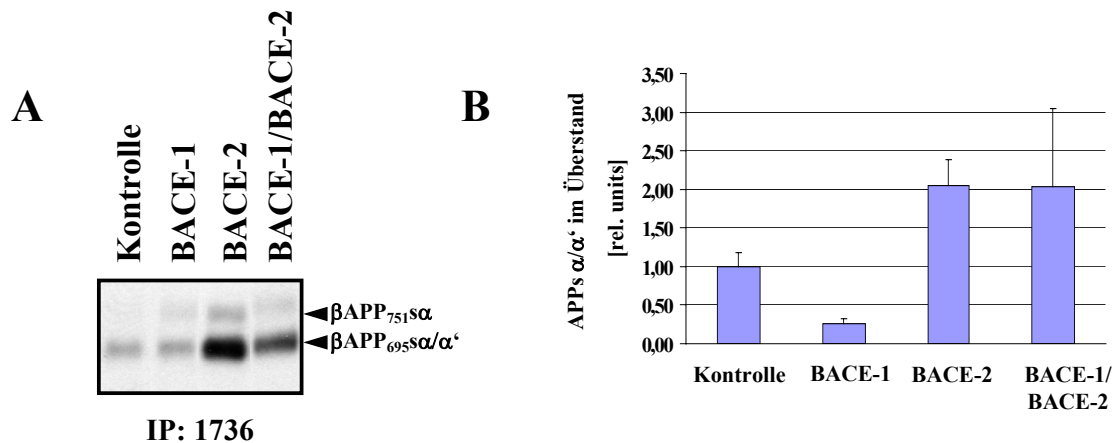 A
Kontrolle
BACE-1
BACE-2
BACE-1/BACE-2
βAPP751sα
βAPP695sα/α‘
IP: 1736
B
APPs α/α‘ im Überstand
[rel. units]
3,50
3,00
2,50
2,00
1,50
1,00
0,50
0,00
Kontrolle
BACE-1
BACE-2
BACE-1/
BACE-2